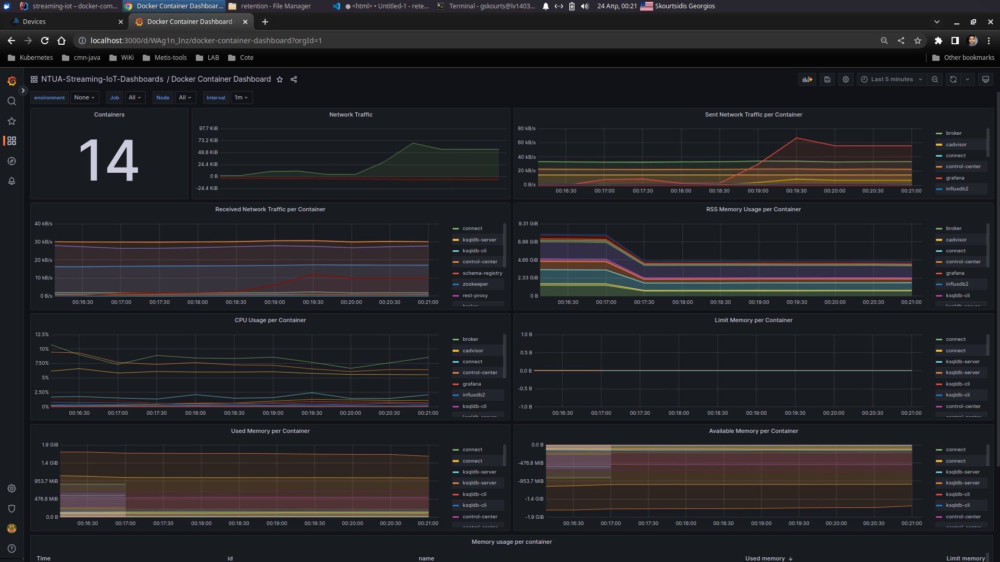 streaming-iot – docker-com...
Docker Container Dashboar...
retention - File Manager
● <html> • Untitled-1 - rete...
Terminal - gskourts@lv1403...
24 Απρ, 00:21
Skourtsidis Georgios
Devices
Docker Container Dashboard -
localhost:3000/d/WAg1n_Inz/docker-container-dashboard?orgId=1
Kubernetes
cmn-java
WiKi
Metis-tools
LAB
Cote
Other bookmarks
NTUA-Streaming-IoT-Dashboards / Docker Container Dashboard
Last 5 minutes
environment None
Job All
Node All
Interval 1m
Containers
14
Network Traffic
97.7 KiB
73.2 KiB
48.8 KiB
24.4 KiB
0 B
-24.4 KiB
Sent Network Traffic per Container
80 kB/s
60 kB/s
40 kB/s
20 kB/s
0 B/s
00:16:30 00:17:00 00:17:30 00:18:00 00:18:30 00:19:00 00:19:30 00:20:00 00:20:30 00:21:00
broker
cadvisor
connect
control-center
grafana
influxdb2
Received Network Traffic per Container
40 kB/s
30 kB/s
20 kB/s
10 kB/s
0 B/s
00:16:30 00:17:00 00:17:30 00:18:00 00:18:30 00:19:00 00:19:30 00:20:00 00:20:30 00:21:00
connect
ksqldb-server
ksqldb-cli
control-center
schema-registry
zookeeper
rest-proxy
broker
RSS Memory Usage per Container
9.31 GiB
6.98 GiB
4.66 GiB
2.33 GiB
0 B
00:16:30 00:17:00 00:17:30 00:18:00 00:18:30 00:19:00 00:19:30 00:20:00 00:20:30 00:21:00
broker
cadvisor
connect
control-center
grafana
influxdb2
ksqldb-cli
ksqldb-server
CPU Usage per Container
12.5%
10%
7.50%
5%
2.50%
0%
00:16:30 00:17:00 00:17:30 00:18:00 00:18:30 00:19:00 00:19:30 00:20:00 00:20:30 00:21:00
broker
cadvisor
connect
control-center
grafana
influxdb2
ksqldb-cli
ksqldb-server
Limit Memory per Container
1.0 B
0.5 B
0.0 B
-0.5 B
-1.0 B
00:16:30 00:17:00 00:17:30 00:18:00 00:18:30 00:19:00 00:19:30 00:20:00 00:20:30 00:21:00
connect
connect
ksqldb-server
ksqldb-server
ksqldb-cli
ksqldb-cli
control-center
control-center
Used Memory per Container
1.9 GiB
1.4 GiB
953.7 MiB
476.8 MiB
0.0 B
00:16:30 00:17:00 00:17:30 00:18:00 00:18:30 00:19:00 00:19:30 00:20:00 00:20:30 00:21:00
connect
connect
ksqldb-server
ksqldb-server
ksqldb-cli
ksqldb-cli
control-center
control-center
Available Memory per Container
0.0 B
-476.8 MiB
-953.7 MiB
-1.4 GiB
-1.9 GiB
00:16:30 00:17:00 00:17:30 00:18:00 00:18:30 00:19:00 00:19:30 00:20:00 00:20:30 00:21:00
connect
connect
ksqldb-server
ksqldb-server
ksqldb-cli
ksqldb-cli
control-center
control-center
Memory usage per container
Time id name Used memory ↓ Limit memory